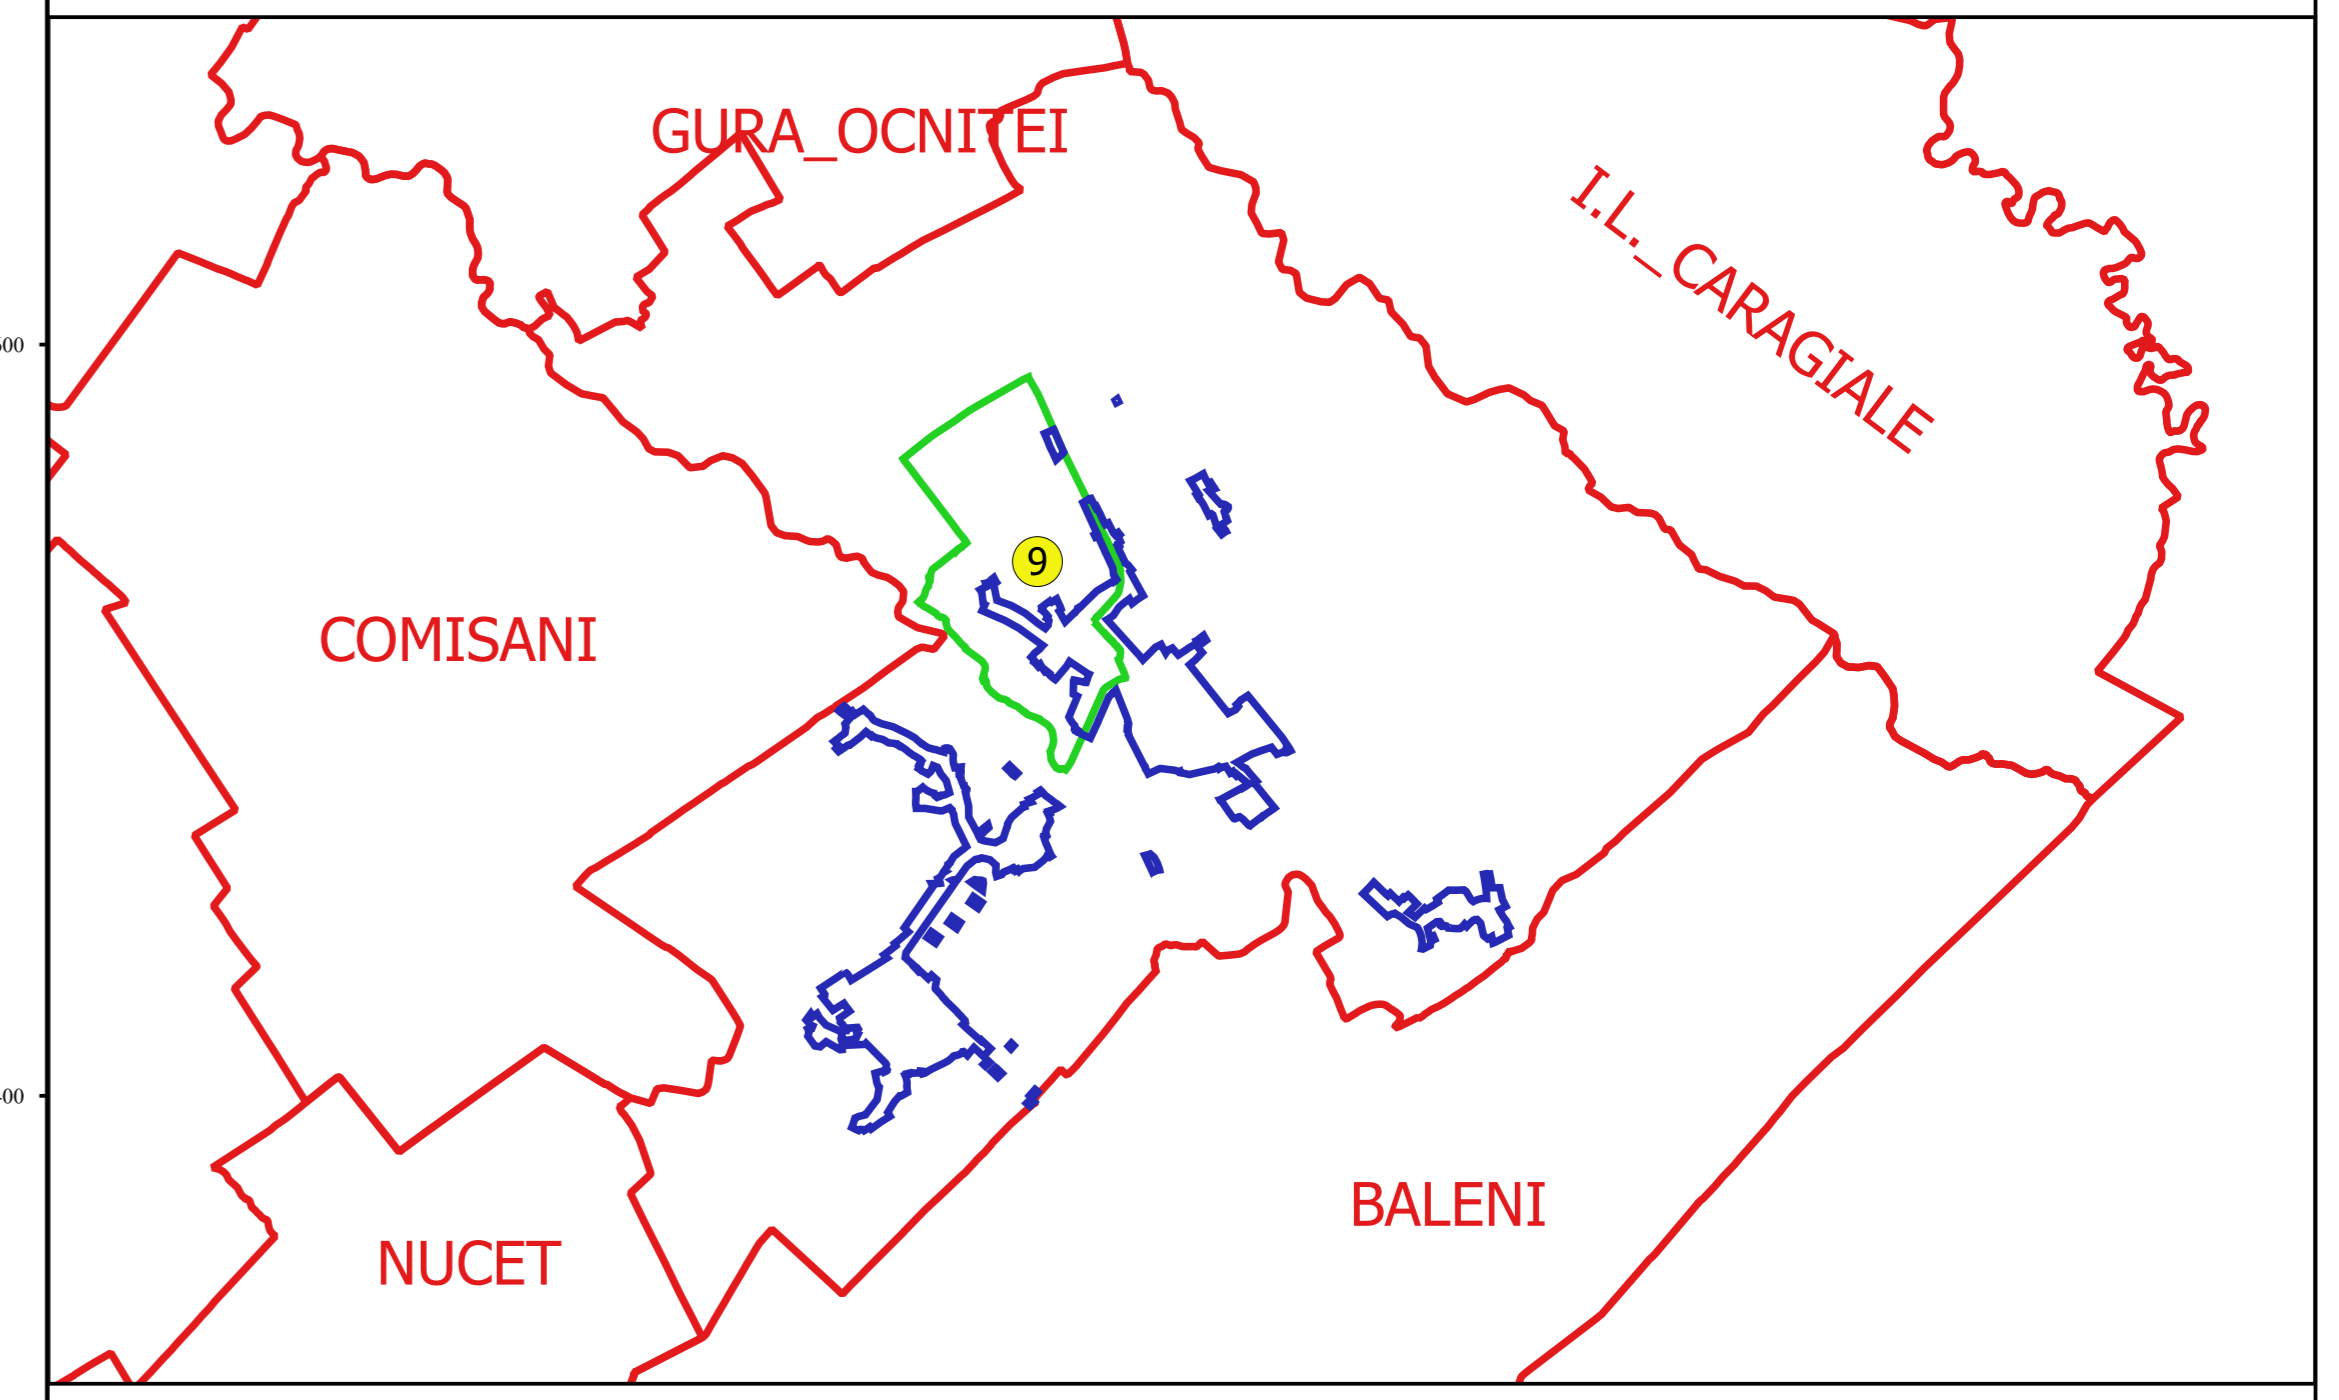 GURA_OCNITEI
I.L._CARAGIALE
9
COMISANI
BALENI
NUCET